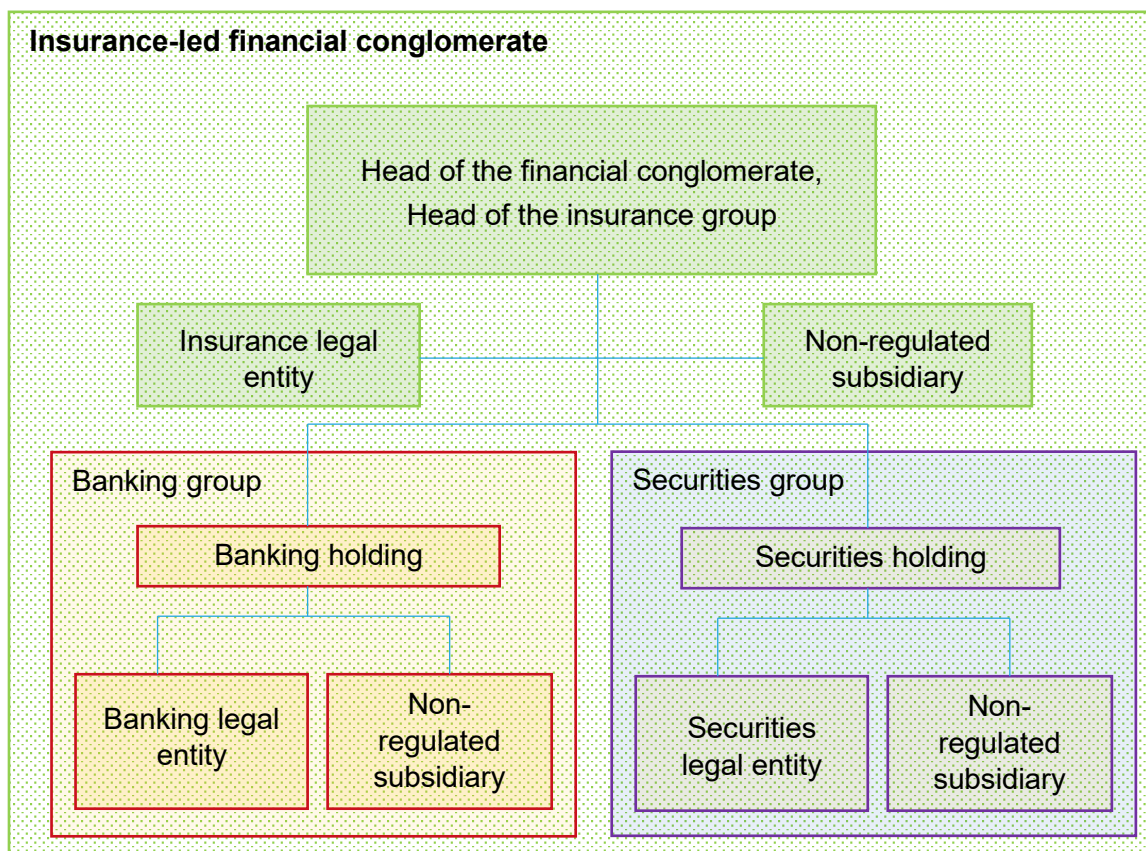 Insurance-led financial conglomerate
Head of the financial conglomerate,
Head of the insurance group
Insurance legal
entity
Non-regulated
subsidiary
Banking group
Banking holding
Banking legal
entity
Non-
regulated
subsidiary
Securities group
Securities holding
Securities
legal entity
Non-
regulated
subsidiary